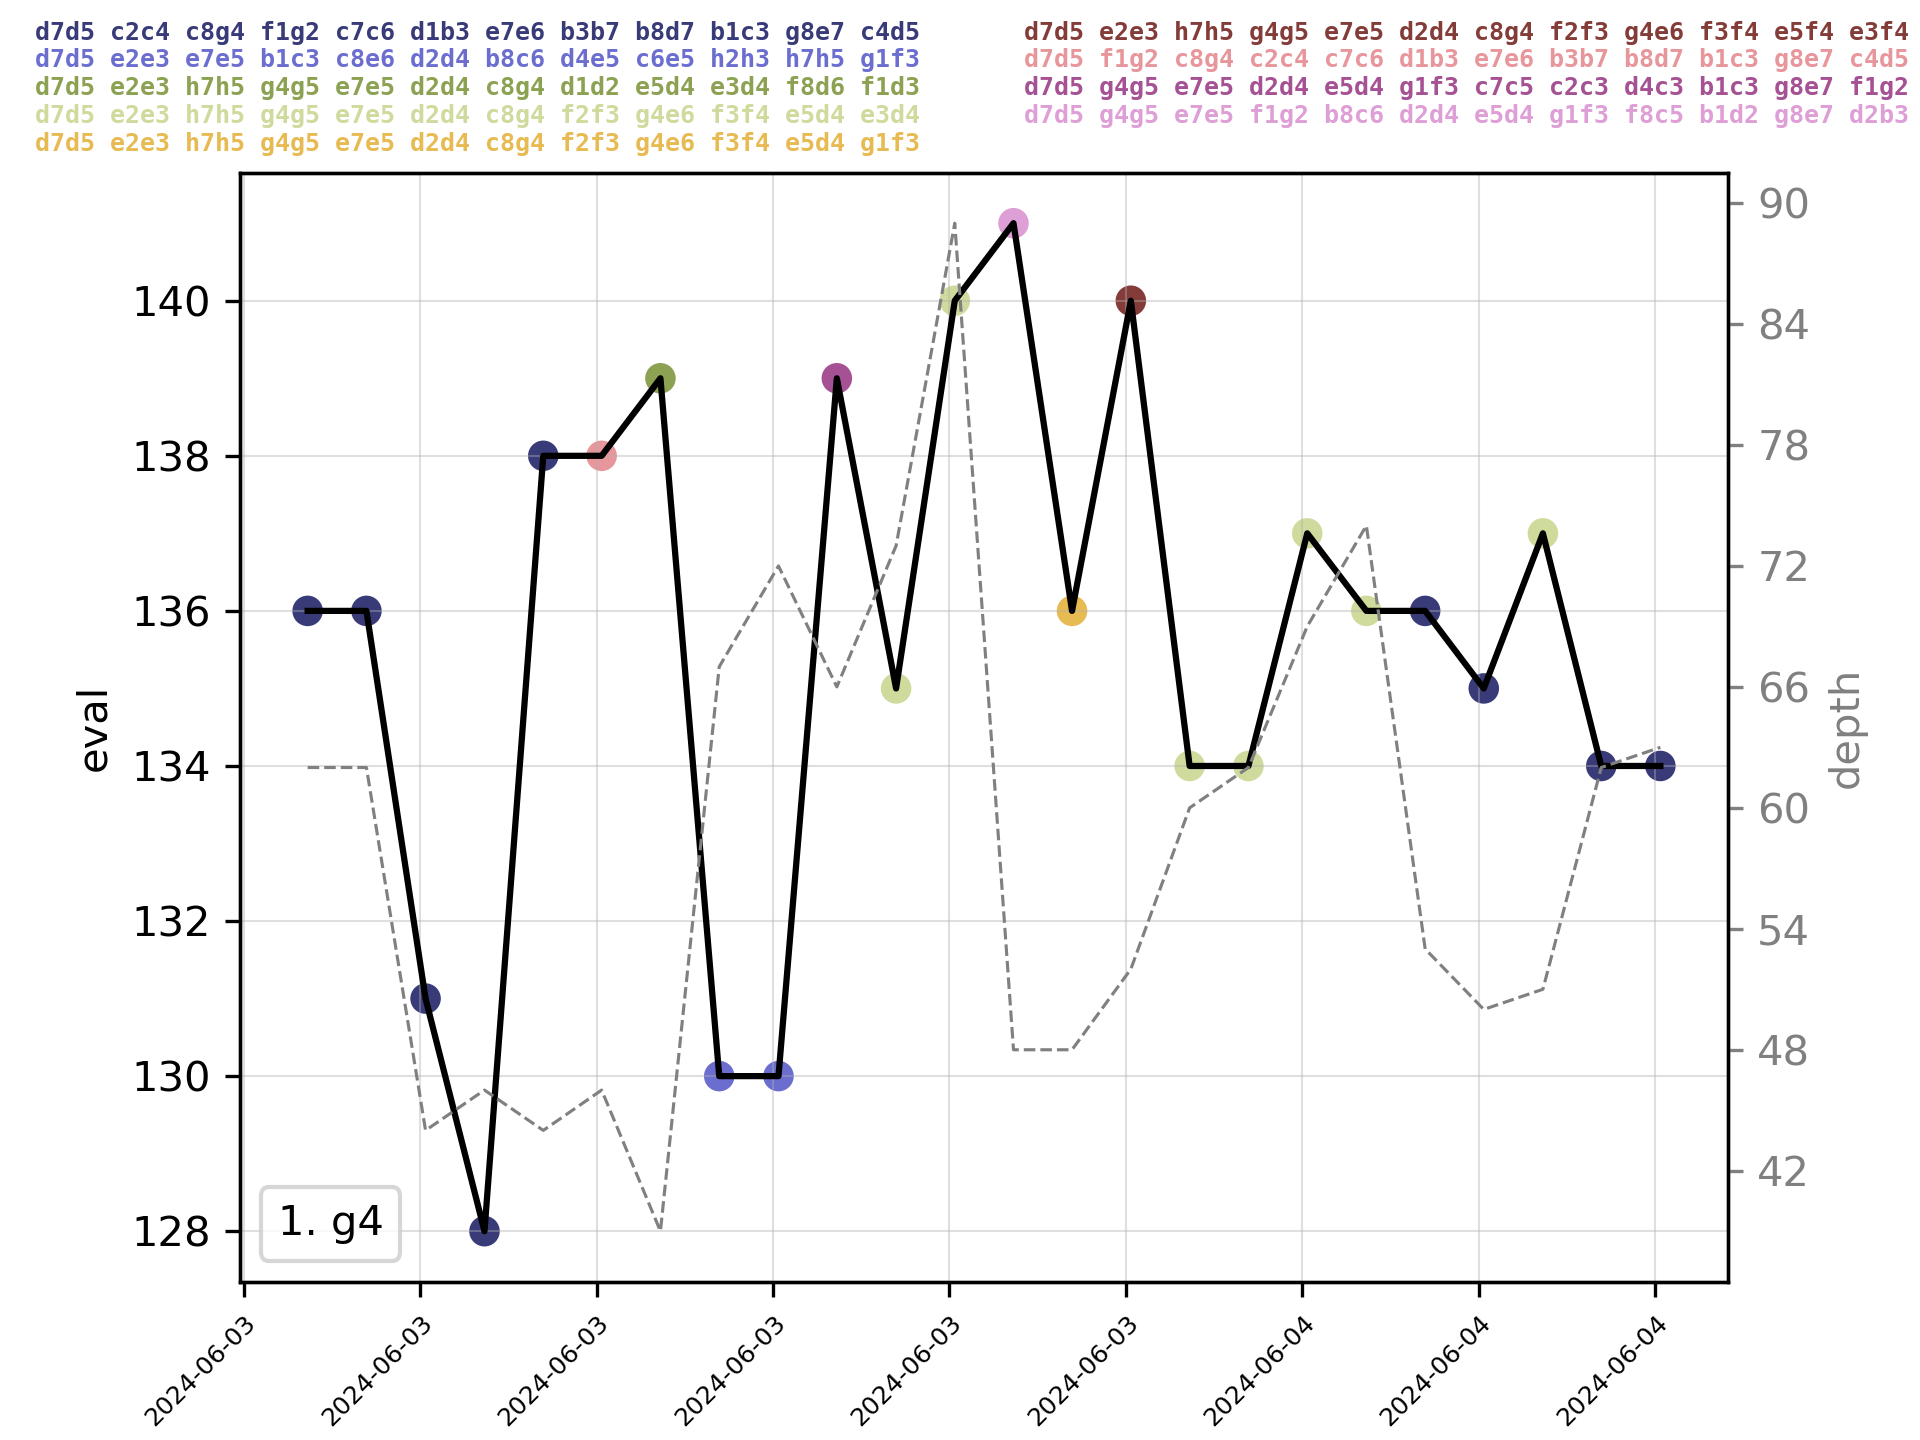 d7d5 c2c4 c8g4 f1g2 c7c6 d1b3 e7e6 b3b7 b8d7 b1c3 g8e7 c4d5
d7d5 e2e3 e7e5 b1c3 c8e6 d2d4 b8c6 d4e5 c6e5 h2h3 h7h5 g1f3
d7d5 e2e3 h7h5 g4g5 e7e5 d2d4 c8g4 d1d2 e5d4 e3d4 f8d6 f1d3
d7d5 e2e3 h7h5 g4g5 e7e5 d2d4 c8g4 f2f3 g4e6 f3f4 e5d4 e3d4
d7d5 e2e3 h7h5 g4g5 e7e5 d2d4 c8g4 f2f3 g4e6 f3f4 e5d4 g1f3
d7d5 e2e3 h7h5 g4g5 e7e5 d2d4 c8g4 f2f3 g4e6 f3f4 e5f4 e3f4
d7d5 f1g2 c8g4 c2c4 c7c6 d1b3 e7e6 b3b7 b8d7 b1c3 g8e7 c4d5
d7d5 g4g5 e7e5 d2d4 e5d4 g1f3 c7c5 c2c3 d4c3 b1c3 g8e7 f1g2
d7d5 g4g5 e7e5 f1g2 b8c6 d2d4 e5d4 g1f3 f8c5 b1d2 g8e7 d2b3
eval
140
138
136
134
132
130
128
1. g4
90
84
78
72
66
60
54
48
42
depth
2024-06-03
2024-06-03
2024-06-03
2024-06-03
2024-06-03
2024-06-03
2024-06-04
2024-06-04
2024-06-04